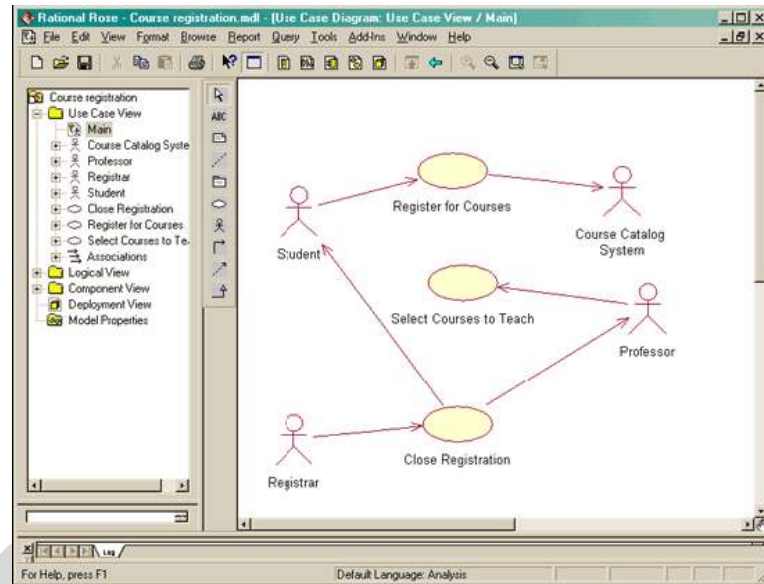 Rational Rose - Course registration.mdl - [Use Case Diagram: Use Case View / Main]
File Edit View Format Browse Report Query Tools Add-Ins Window Help
ABC
Course registration
Use Case View
Main
Course Catalog Syste
Professor
Registrar
Student
Close Registration
Register for Courses
Select Courses to Te
Associations
Logical View
Component View
Deployment View
Model Properties
Register for Courses
Student
Course Catalog
System
Select Courses to Teach
Professor
Close Registration
Registrar
Log
For Help, press F1
Default Language: Analysis